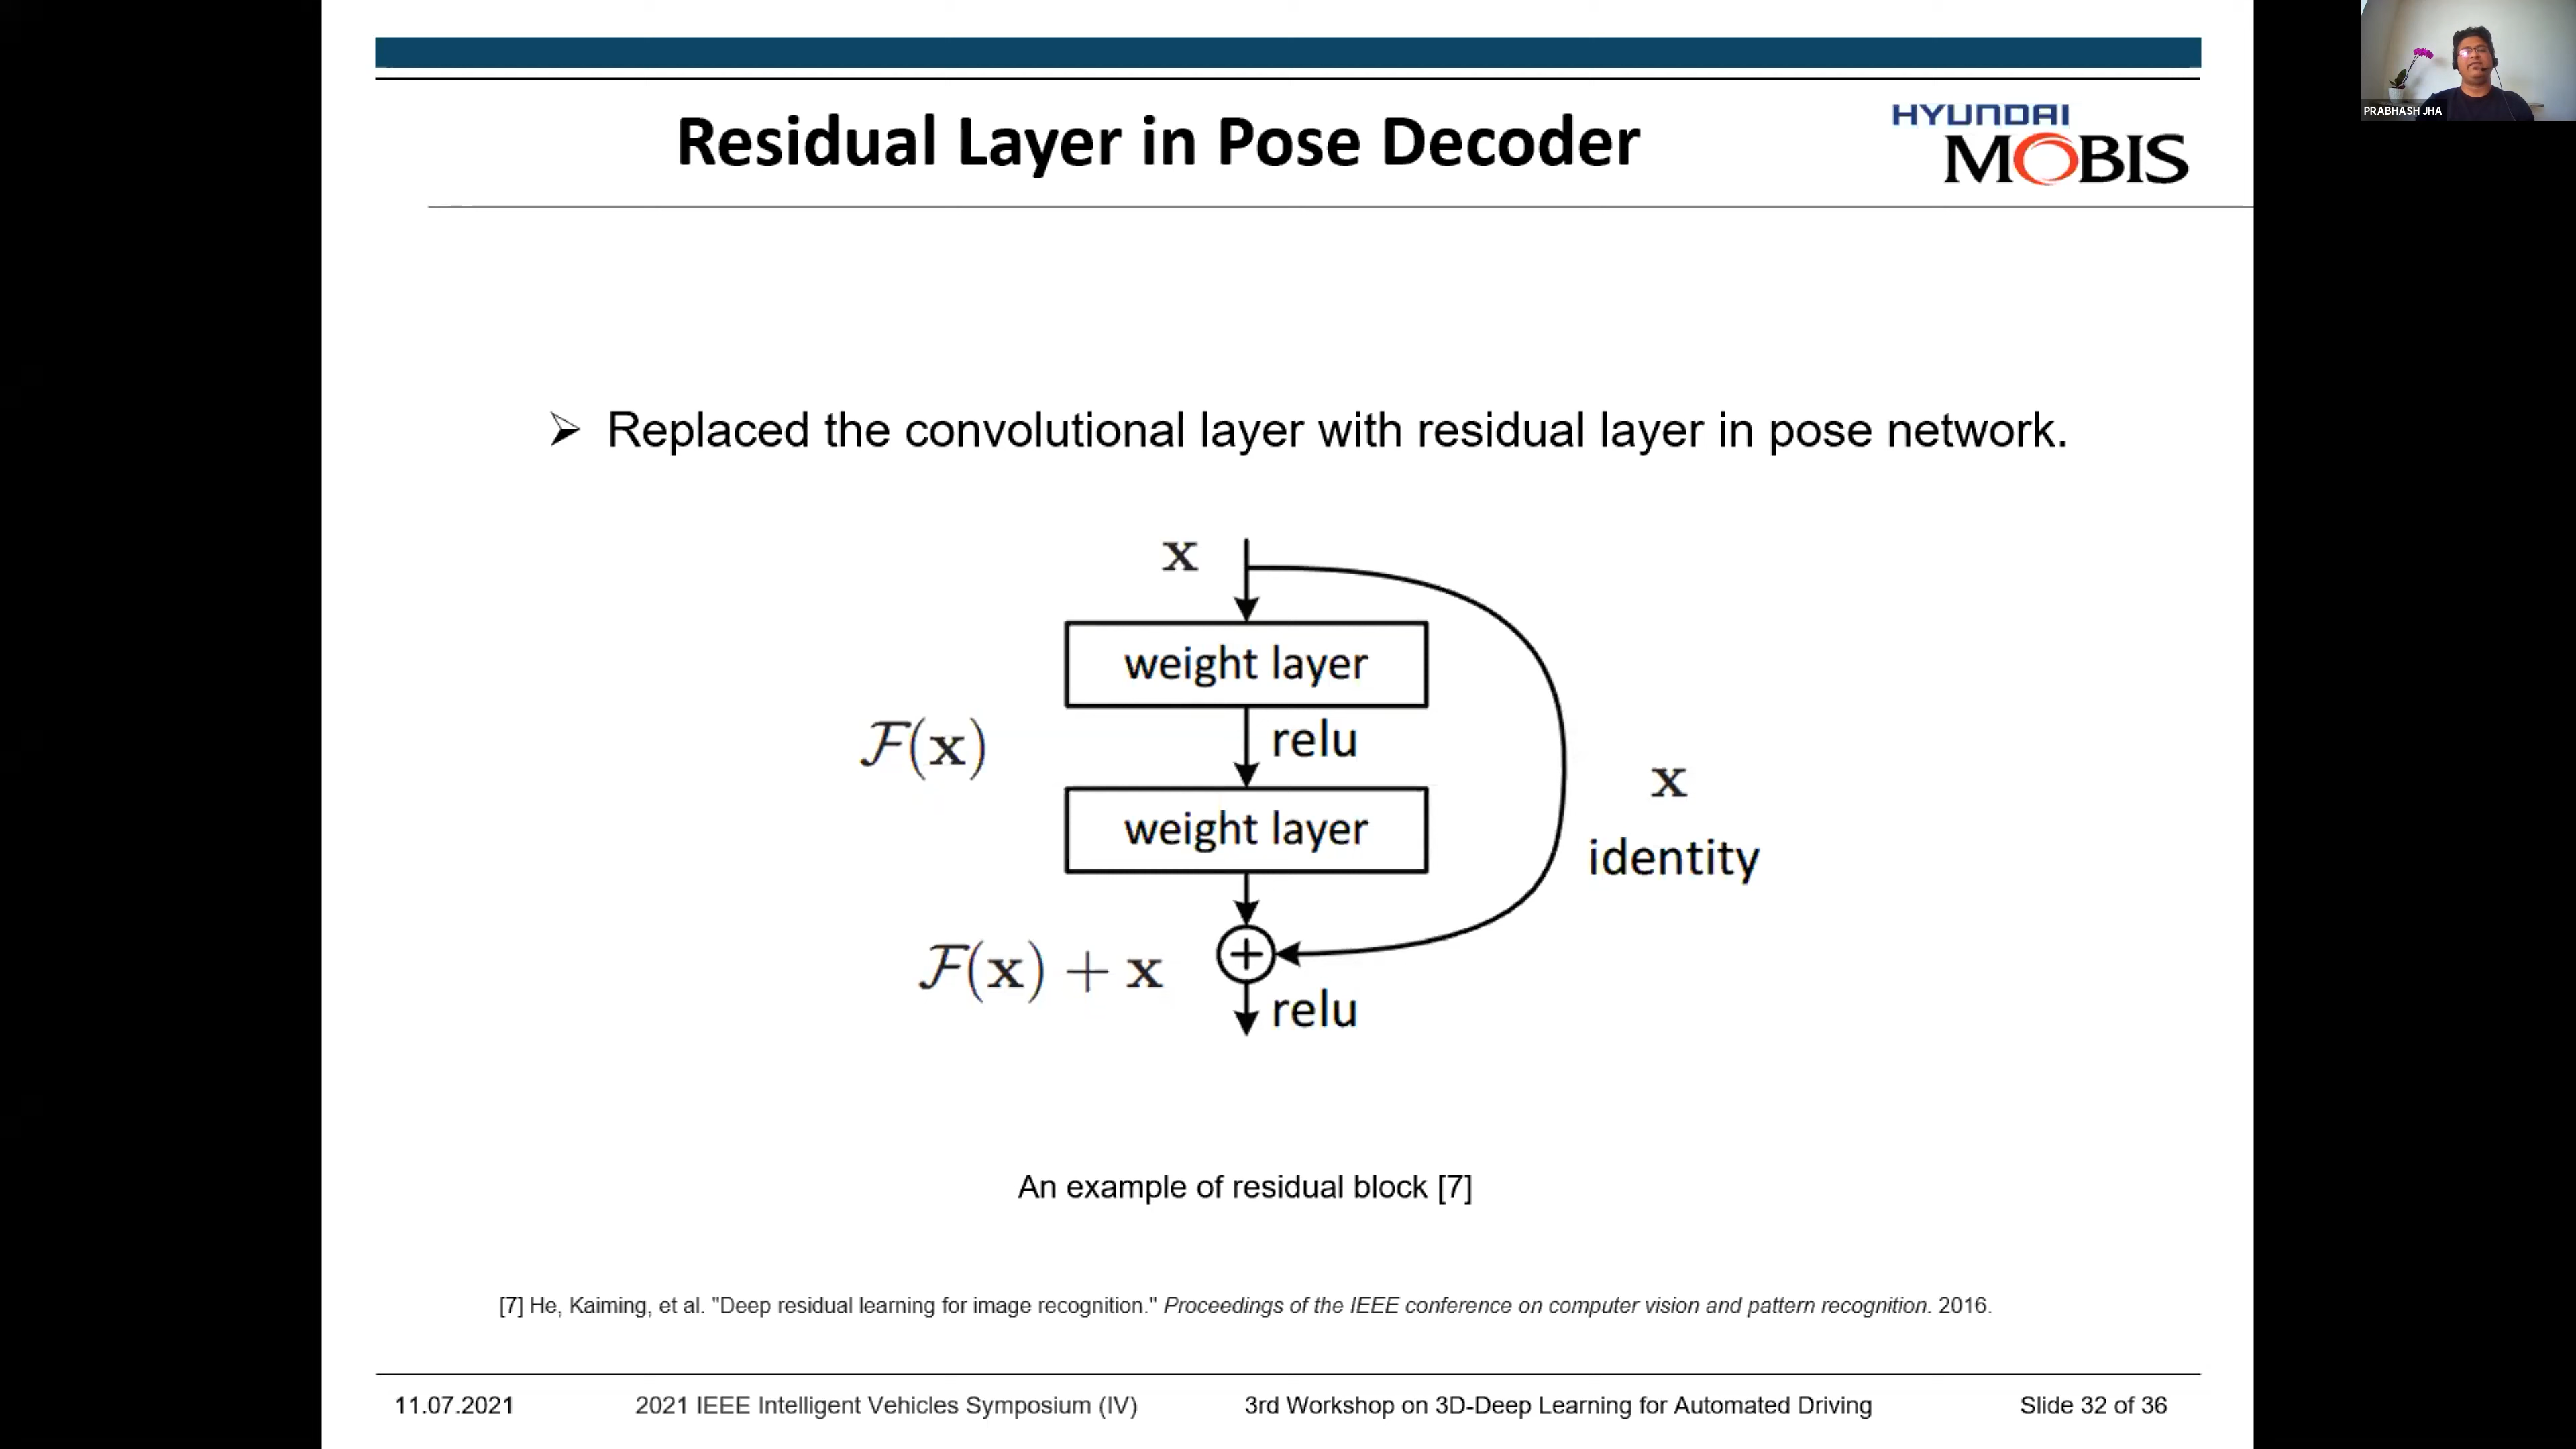 Residual Layer in Pose Decoder
HYUNDAI
MOBIS
PRABHASH JHA
➢ Replaced the convolutional layer with residual layer in pose network.
x
weight layer
F(x)
relu
x
weight layer
identity
F(x) + x
+
relu
An example of residual block [7]
[7] He, Kaiming, et al. "Deep residual learning for image recognition." Proceedings of the IEEE conference on computer vision and pattern recognition. 2016.
11.07.2021 2021 IEEE Intelligent Vehicles Symposium (IV) 3rd Workshop on 3D-Deep Learning for Automated Driving Slide 32 of 36